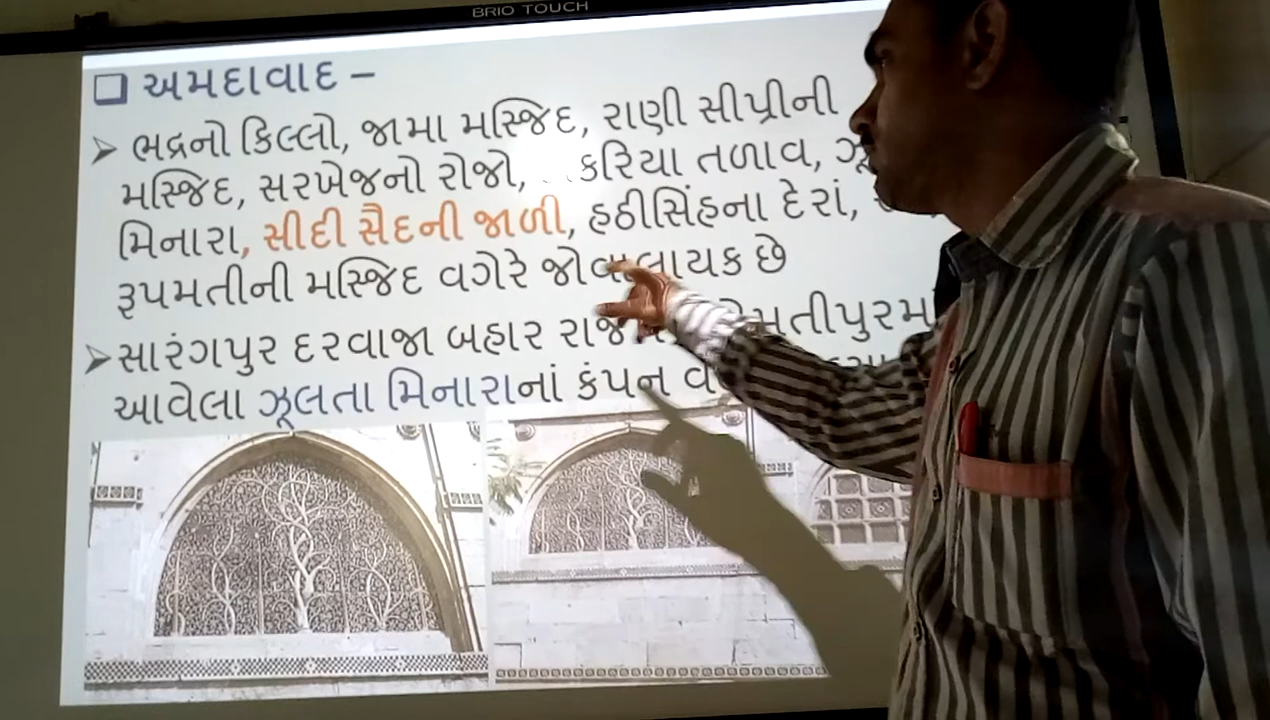 BRIO TOUCH
❑ અમદાવાદ –
➢ ભદ્રનો કિલ્લો, જામા મસ્જિદ, રાણી સીપ્રીની
મસ્જિદ, સરખેજનો રોજો, તળાવ,
મિનારા, સીદી સૈદની જાળી, હઠીસિંહના દેરાં,
રૂપમતીની મસ્જિદ વગેરે જોવાલાયક છે
➢ સારંગપુર દરવાજા બહાર
આવેલા ઝૂલતા મિનારાનાં કંપન